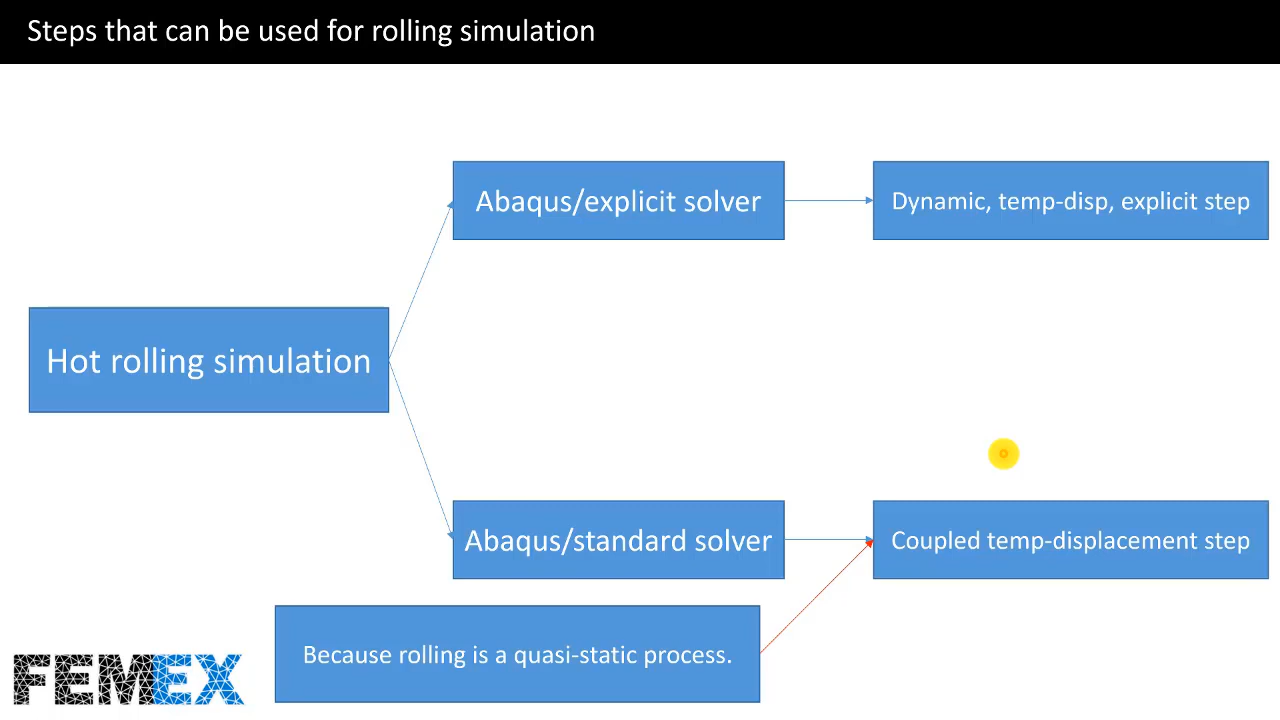 Steps that can be used for rolling simulation
Abaqus/explicit solver
Dynamic, temp-disp, explicit step
Hot rolling simulation
Abaqus/standard solver
Coupled temp-displacement step
Because rolling is a quasi-static process.
FEMEX